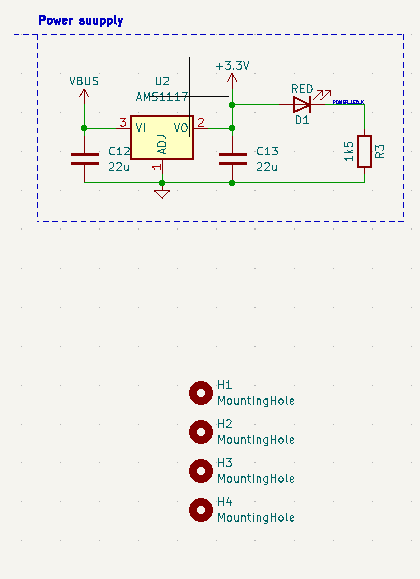 Power suupply
VBUS
U2
AMS1117
+3.3V
RED
D1
3
VI
VO
2
ADJ
1
C12
22u
C13
22u
1k5
R3
H1
MountingHole
H2
MountingHole
H3
MountingHole
H4
MountingHole